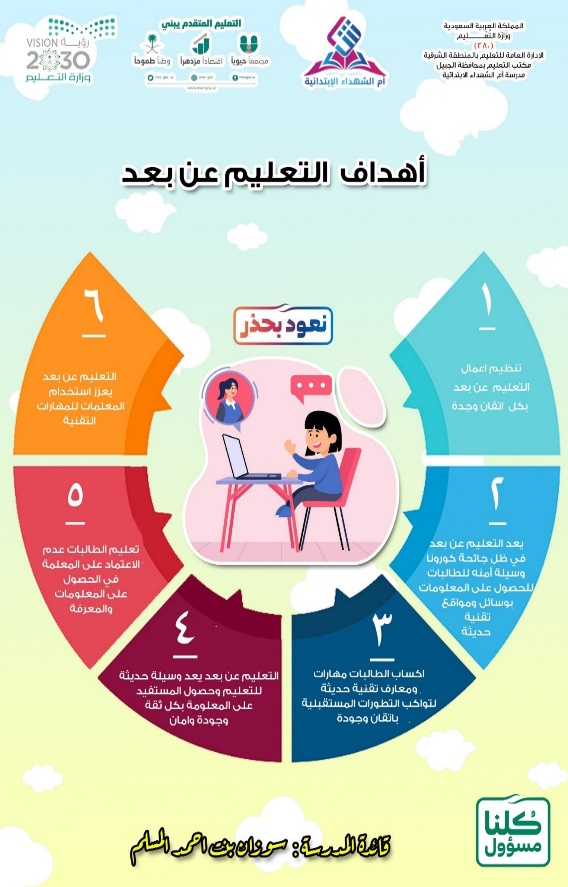 المملكة العربية السعودية
وزارة التعـــليم
(٢٨٠)
الادارة العامة للتعليم بالمنطقة الشرقية
مكتب التعليم بمحافظة الجبيل
مدرسة أم الشهداء الابتدائية
أم الشهداء الإبتدائية
التعليم المتقدم يبني
مجتمعاً حيوياً
اقتصاداً مزدهراً
وطناً طموحاً
رؤيــة VISION
2030
وزارة التعـليم
أهداف التعليم عن بعد
نعود بحذر
١
تنظيم اعمال
التعليم عن بعد
بكل اتقان وجدة
٢
يعد التعليم عن بعد
في ظل جائحة كورونا
وسيلة أمنه للطالبات
للحصول على المعلومات
بوسائل ومواقع
تقنية
حديثة
٣
اكساب الطالبات مهارات
ومعارف تقنية حديثة
لتواكب التطورات المستقبلية
باتقان وجودة
٤
التعليم عن بعد يعد وسيلة حديثة
للتعليم وحصول المستفيد
على المعلومة بكل ثقة
وجودة وامان
٥
تعليم الطالبات عدم
الاعتماد على المعلمة
في الحصول
على المعلومات
والمعرفة
٦
التعليم عن بعد
يعزز استخدام
المعلمات للمهارات
التقنية
كلنا
مسؤول
قائدة المدرسة : سوزان بنت احمد المسلم